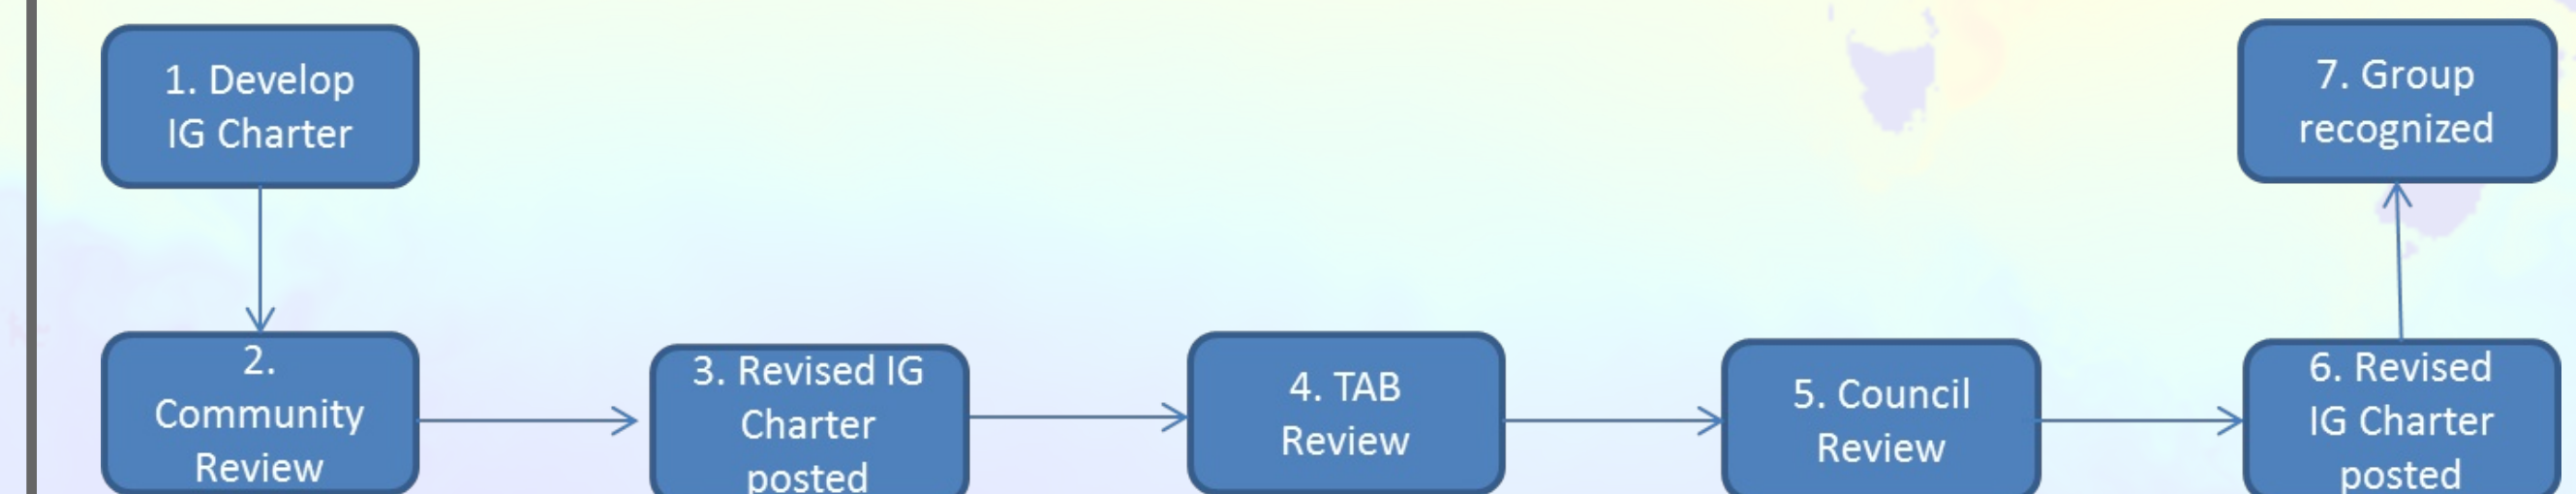 1. Develop
IG Charter
2.
Community
Review
3. Revised IG
Charter
posted
4. TAB
Review
5. Council
Review
6. Revised
IG Charter
posted
7. Group
recognized